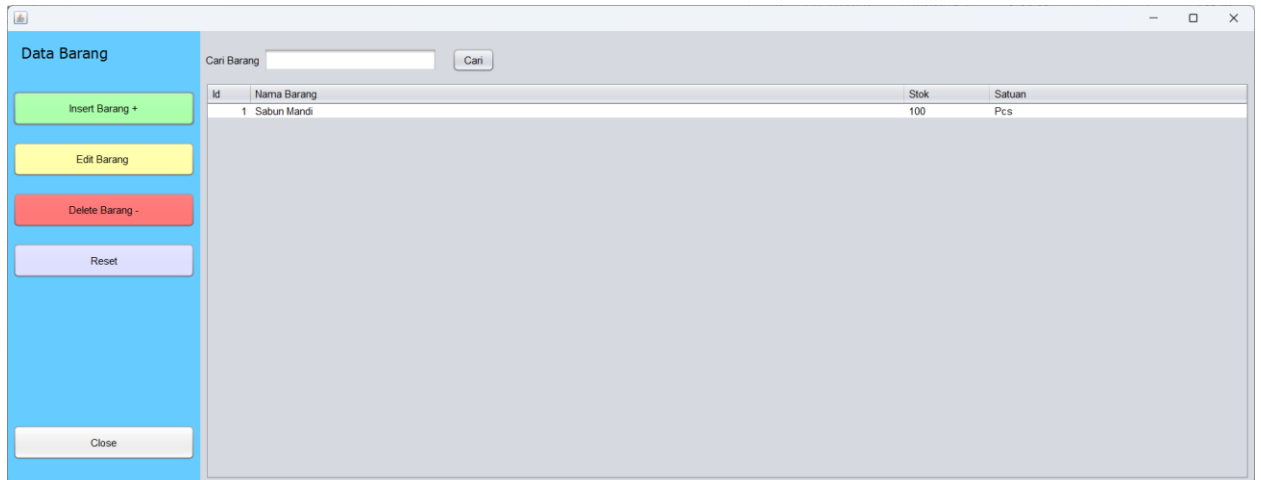 Data Barang
Cari Barang
Cari
Insert Barang +
Edit Barang
Delete Barang -
Reset
Close
Id Nama Barang Stok Satuan
1 Sabun Mandi 100 Pcs